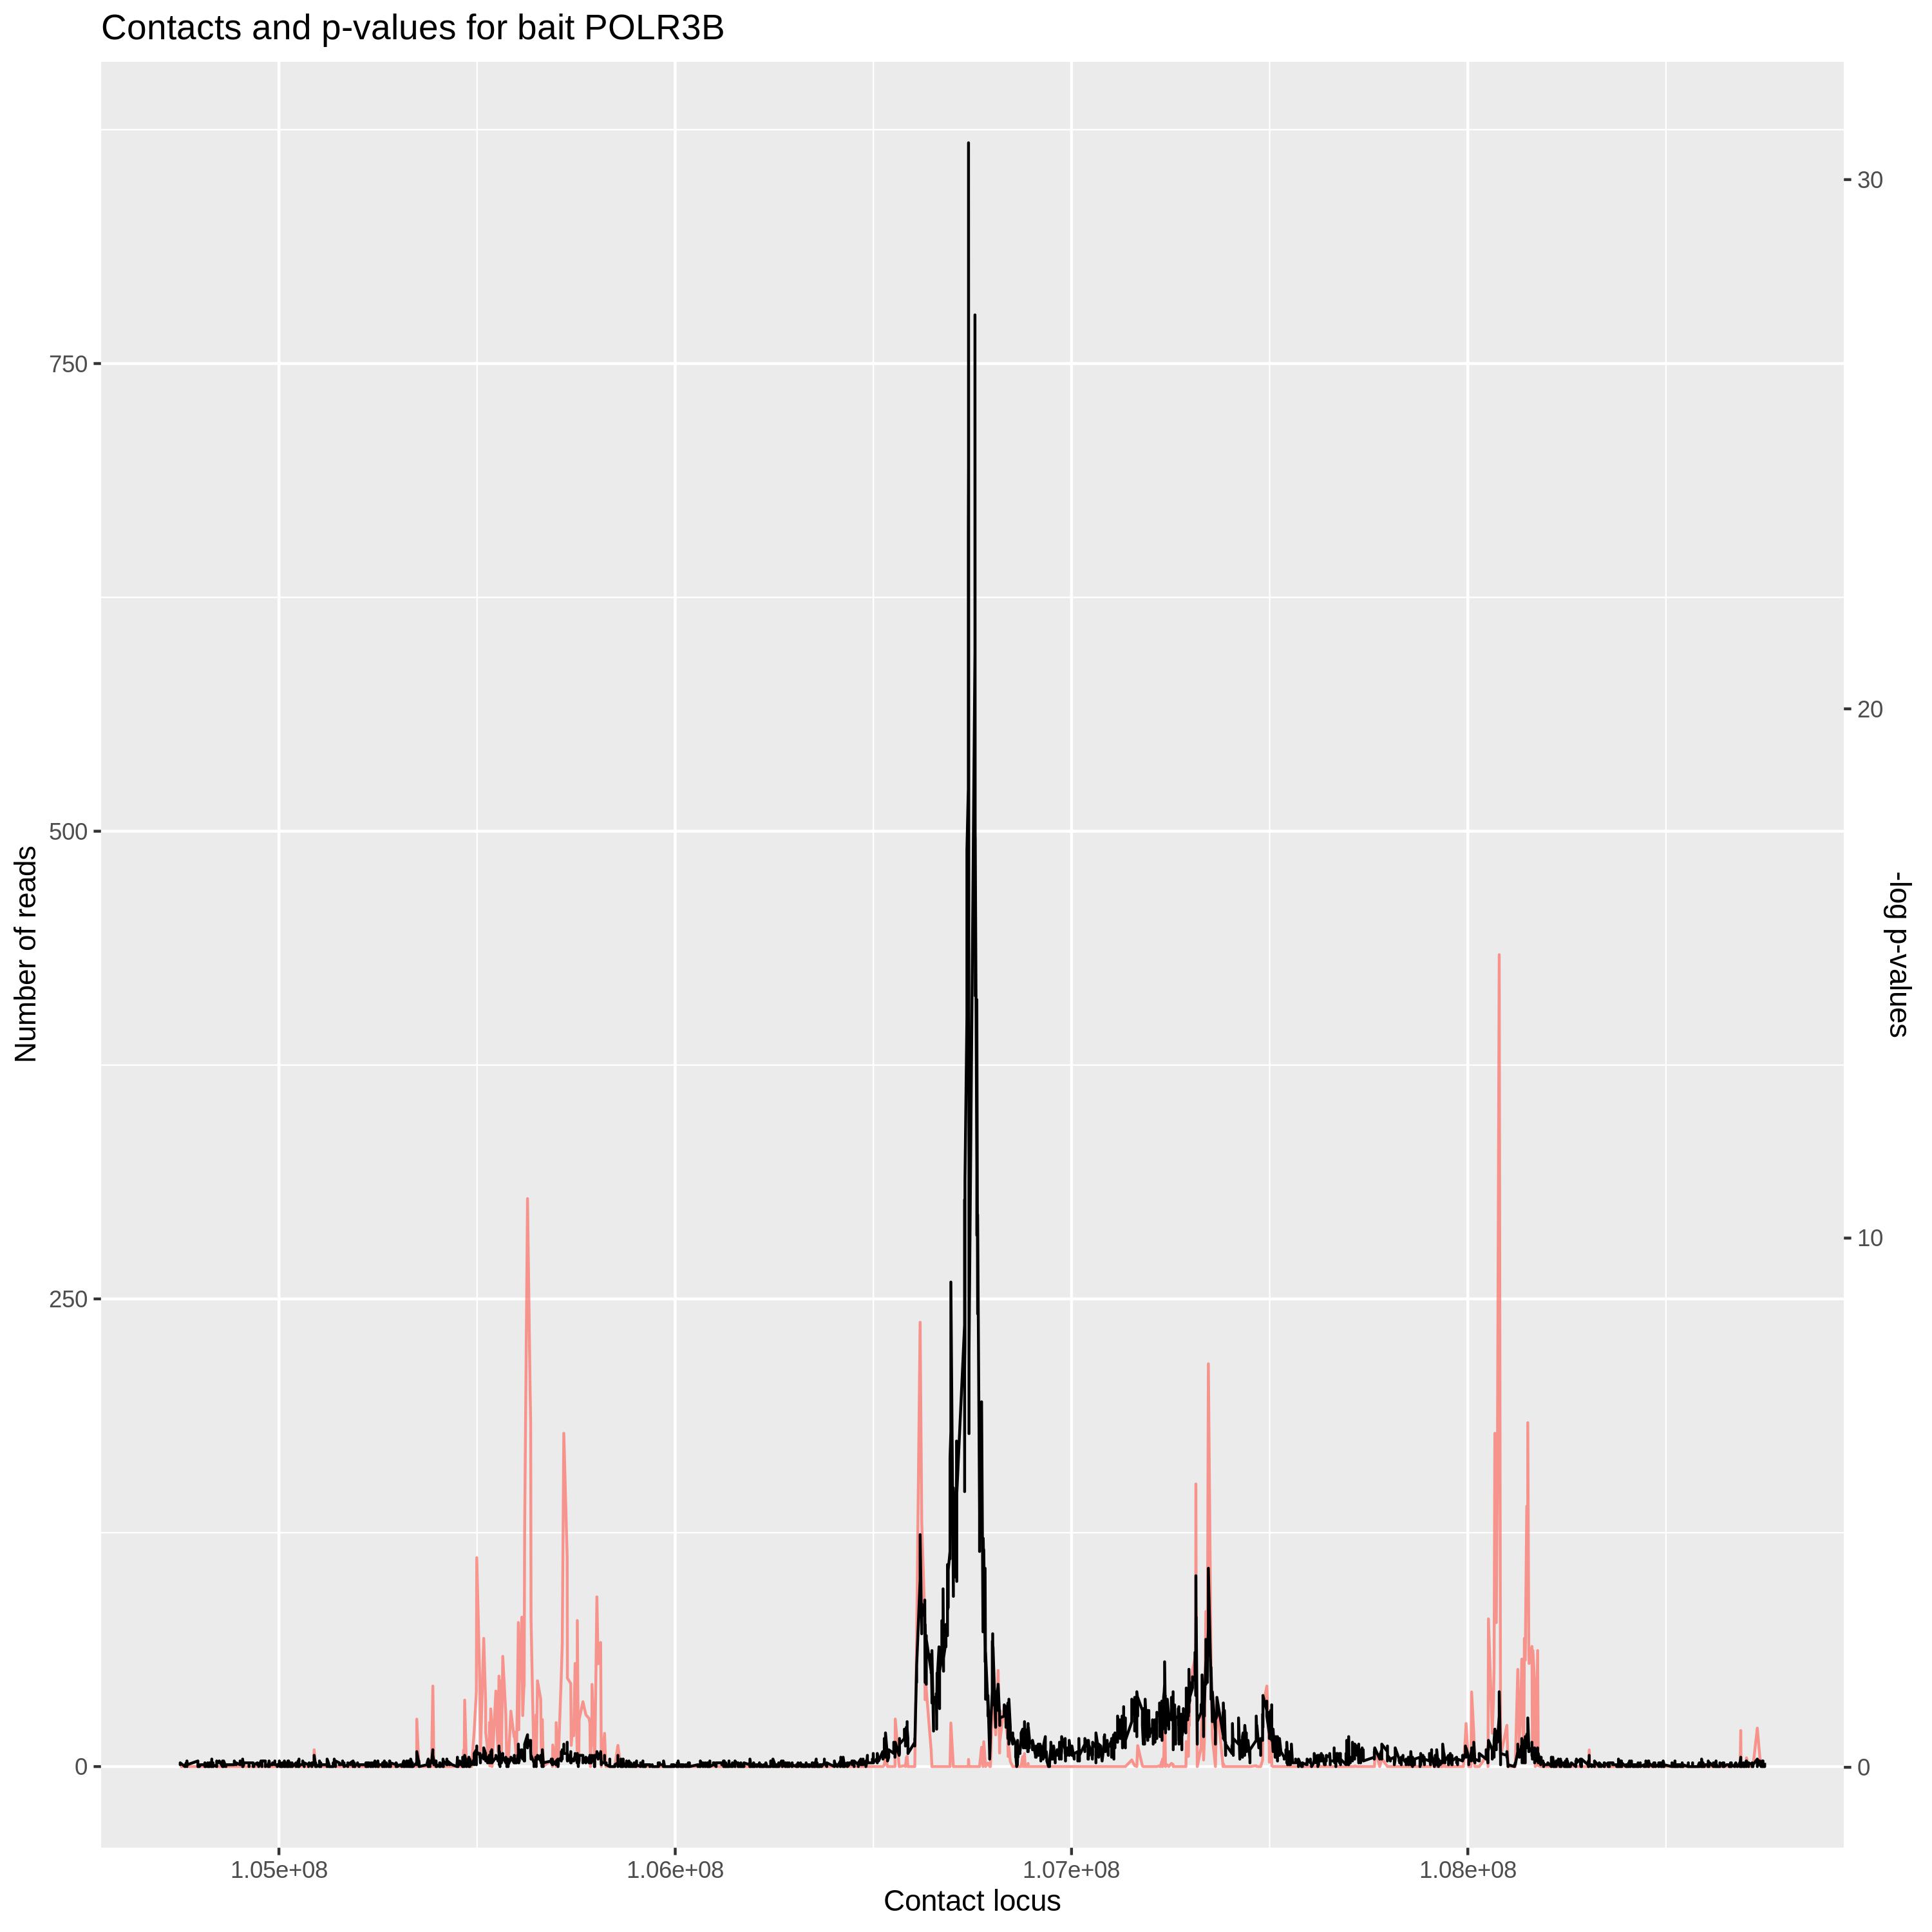 Contacts and p-values for bait POLR3B
30
750
20
500
Number of reads
-log p-values
10
250
0
0
1.05e+08
1.06e+08
1.07e+08
1.08e+08
Contact locus